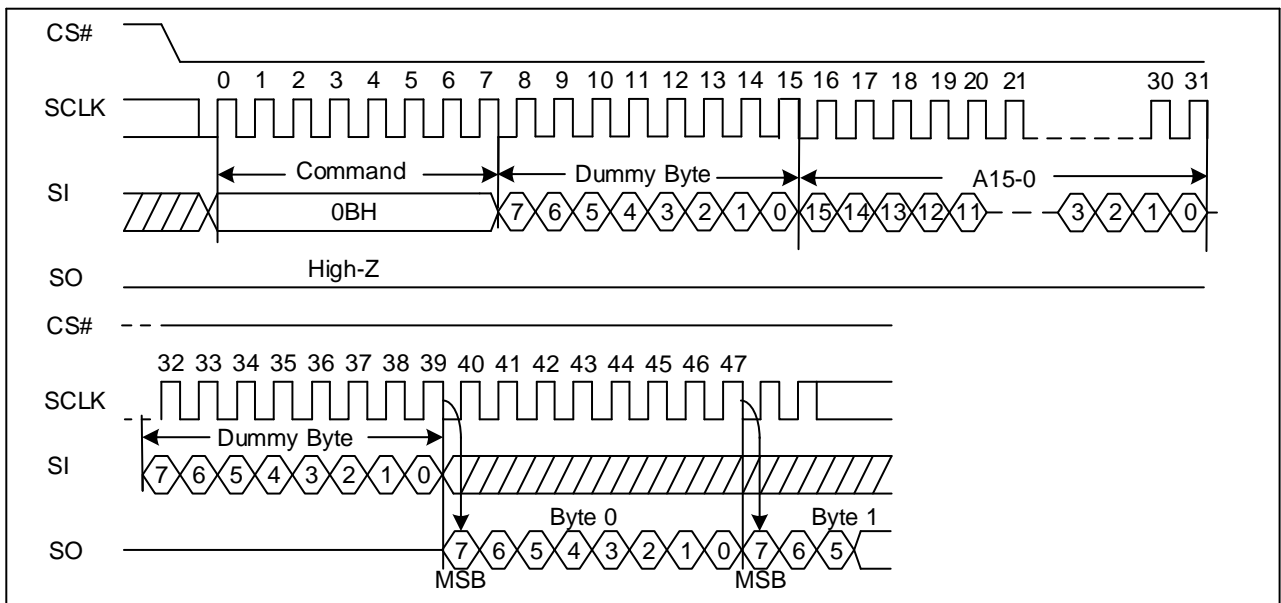 CS#
0 1 2 3 4 5 6 7 8 9 10 11 12 13 14 15 16 17 18 19 20 21 30 31
SCLK
Command Dummy Byte A15-0
SI
0BH 7 6 5 4 3 2 1 0 15 14 13 12 11 3 2 1 0
High-Z
SO
CS#
32 33 34 35 36 37 38 39 40 41 42 43 44 45 46 47
SCLK
Dummy Byte
SI 7 6 5 4 3 2 1 0
Byte 0 Byte 1
SO 7 6 5 4 3 2 1 0 7 6 5
MSB MSB